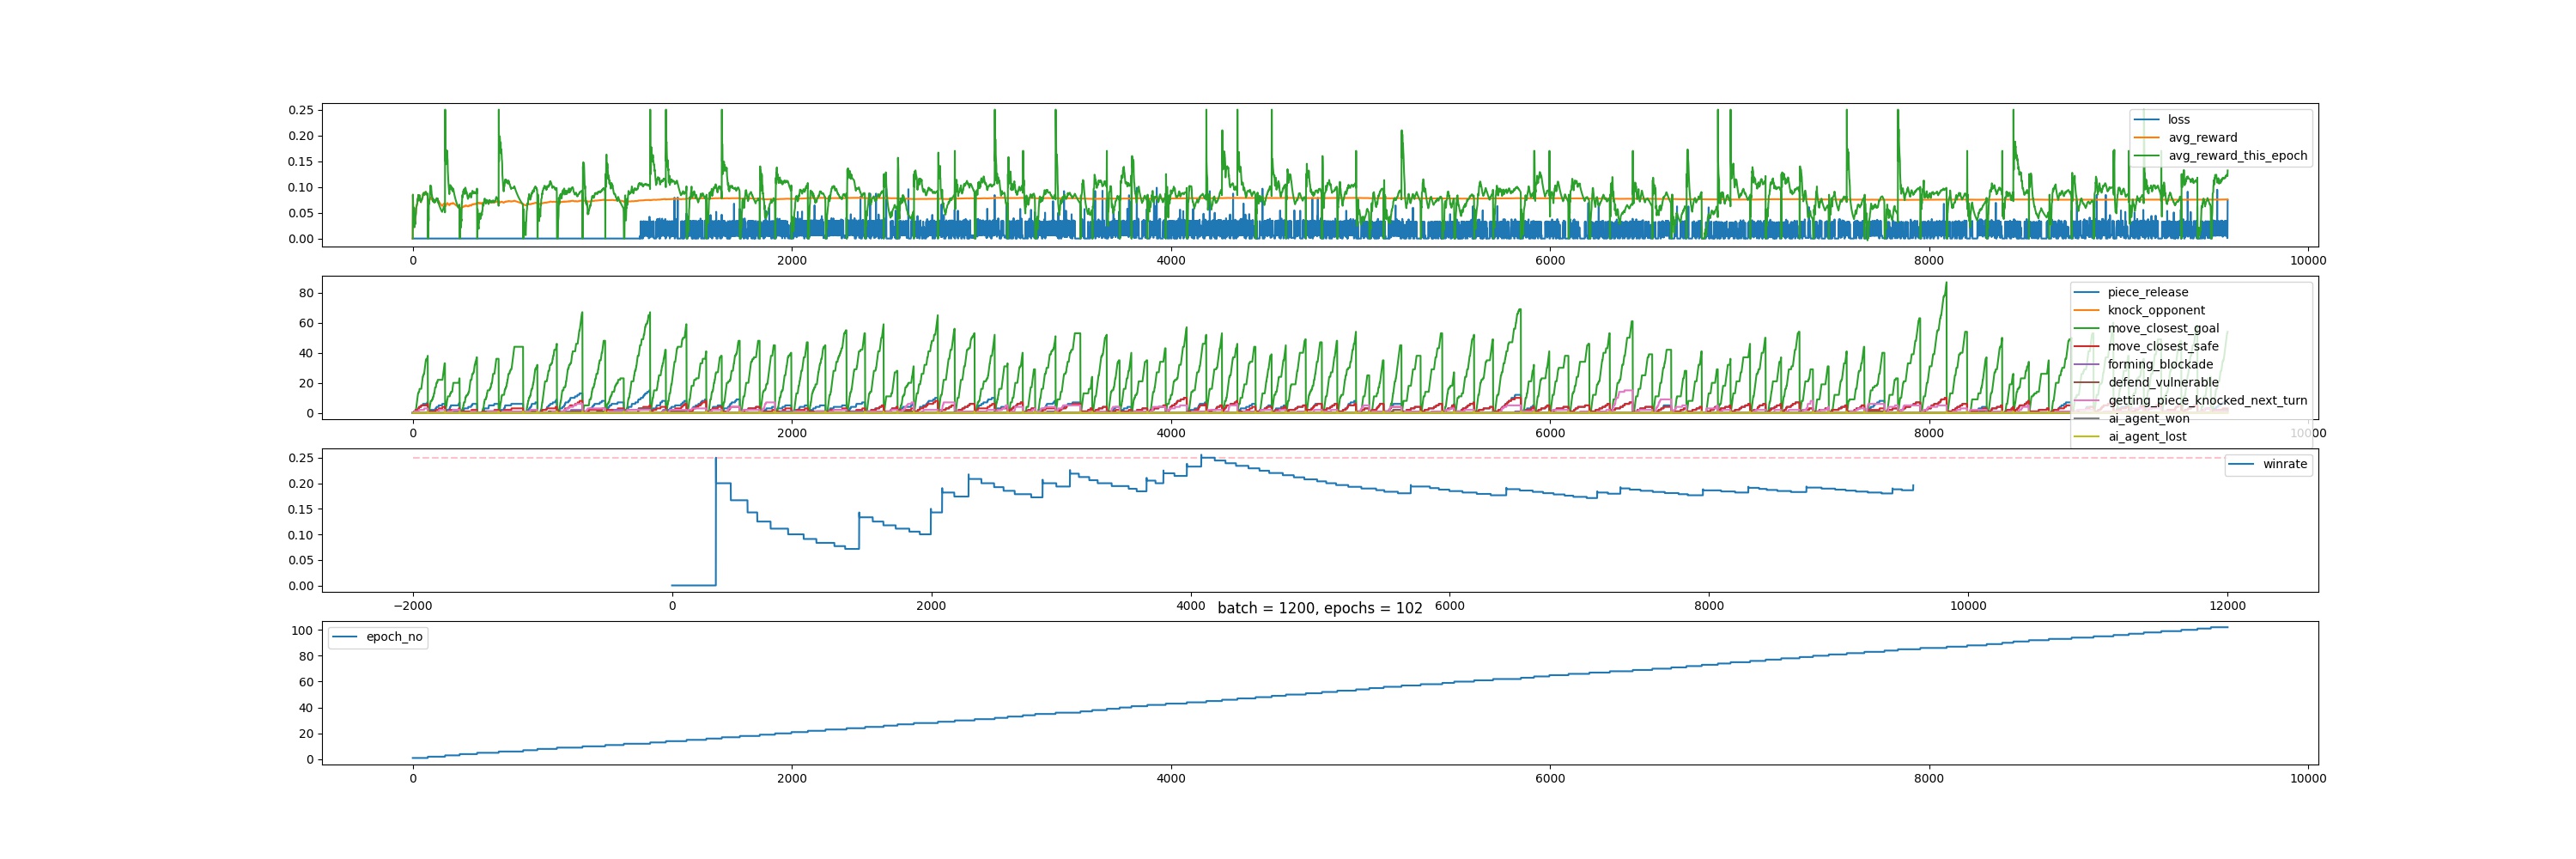 0.25
0.20
0.15
0.10
0.05
0.00
loss
avg_reward
avg_reward_this_epoch
0 2000 4000 6000 8000 10000
80
60
40
20
0
piece_release
knock_opponent
move_closest_goal
move_closest_safe
forming_blockade
defend_vulnerable
getting_piece_knocked_next_turn
ai_agent_won
ai_agent_lost
0 2000 4000 6000 8000 10000
0.25
0.20
0.15
0.10
0.05
0.00
winrate
−2000 0 2000 4000 6000 8000 10000 12000
batch = 1200, epochs = 102
100
80
60
40
20
0
epoch_no
0 2000 4000 6000 8000 10000